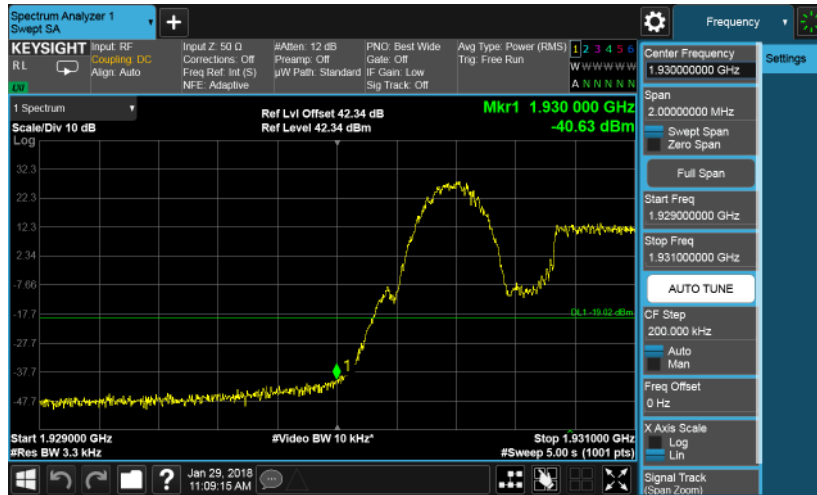 Spectrum Analyzer 1
Swept SA
+
Frequency
KEYSIGHT
RL
LXI
Input: RF
Coupling: DC
Align: Auto
Input Z: 50 Ω
Corrections: Off
Freq Ref: Int (S)
NFE: Adaptive
#Atten: 12 dB
Preamp: Off
µW Path: Standard
PNO: Best Wide
Gate: Off
IF Gain: Low
Sig Track: Off
Avg Type: Power (RMS)
Trig: Free Run
1 2 3 4 5 6
W W W W W W
A N N N N N
1 Spectrum
Scale/Div 10 dB
Log
Ref Lvl Offset 42.34 dB
Ref Level 42.34 dBm
Mkr1 1.930 000 GHz
-40.63 dBm
32.3
22.3
12.3
2.34
-7.66
-17.7
-27.7
-37.7
-47.7
DL1 -19.02 dBm
1
Start 1.929000 GHz
#Res BW 3.3 kHz
#Video BW 10 kHz*
Stop 1.931000 GHz
#Sweep 5.00 s (1001 pts)
?
Jan 29, 2018
11:09:15 AM
Center Frequency
1.930000000 GHz
Span
2.00000000 MHz
Swept Span
Zero Span
Full Span
Start Freq
1.929000000 GHz
Stop Freq
1.931000000 GHz
AUTO TUNE
CF Step
200.000 kHz
Auto
Man
Freq Offset
0 Hz
X Axis Scale
Log
Lin
Signal Track
(Span Zoom)
Settings